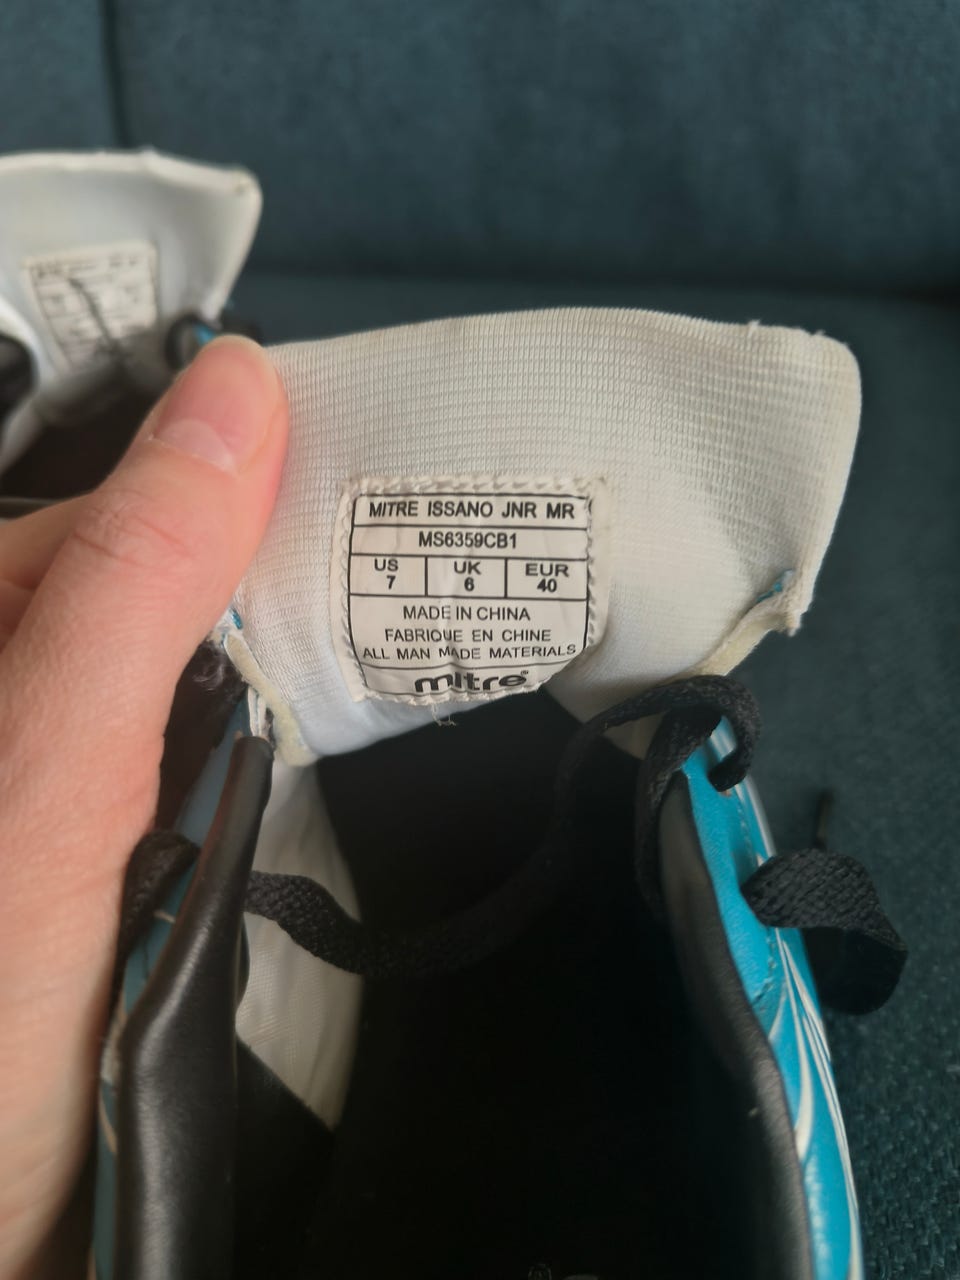 MITRE ISSANO JNR MR
MS6359CB1
US UK EUR
7 6 40
MADE IN CHINA
FABRIQUE EN CHINE
ALL MAN MADE MATERIALS
mitre®